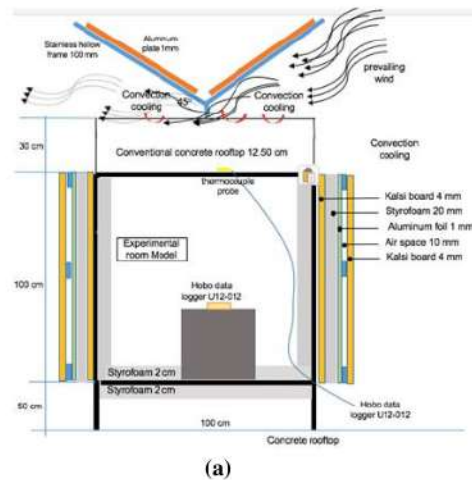 Stainless hollow
frame 100 mm
Aluminum
plate 1mm
prevailing
wind
Convection
cooling
45°
Convection
cooling
Convection
cooling
30 cm
Conventional concrete rooftop 12.50 cm
thermocouple
probe
Kalsi board 4 mm
Styrofoam 20 mm
Aluminum foil 1 mm
Air space 10 mm
Kalsi board 4 mm
Experimental
room Model
100 cm
Hobo data
logger U12-012
Styrofoam 2 cm
Styrofoam 2 cm
50 cm
100 cm
Hobo data
logger U12-012
Concrete rooftop
(a)